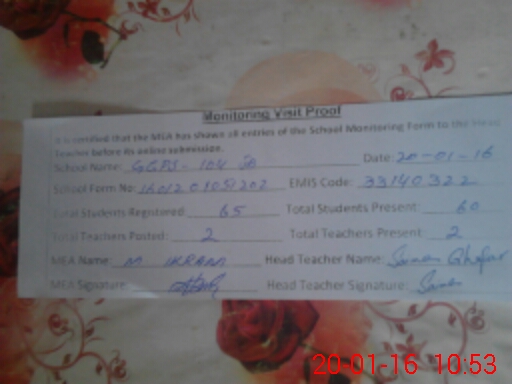 Monitoring Visit Proof
It is certified that the MEA has shown all entries of the School Monitoring Form to the Head
Teacher before its online submission.
School Name: Date: 20-01-16
School Form No: EMIS Code: 33140322
Total Students Registered: 65 Total Students Present: 60
Total Teachers Posted: 2 Total Teachers Present: 2
MEA Name: M IKRAM Head Teacher Name: Ghafar
MEA Signature: Head Teacher Signature:
20-01-16 10:53